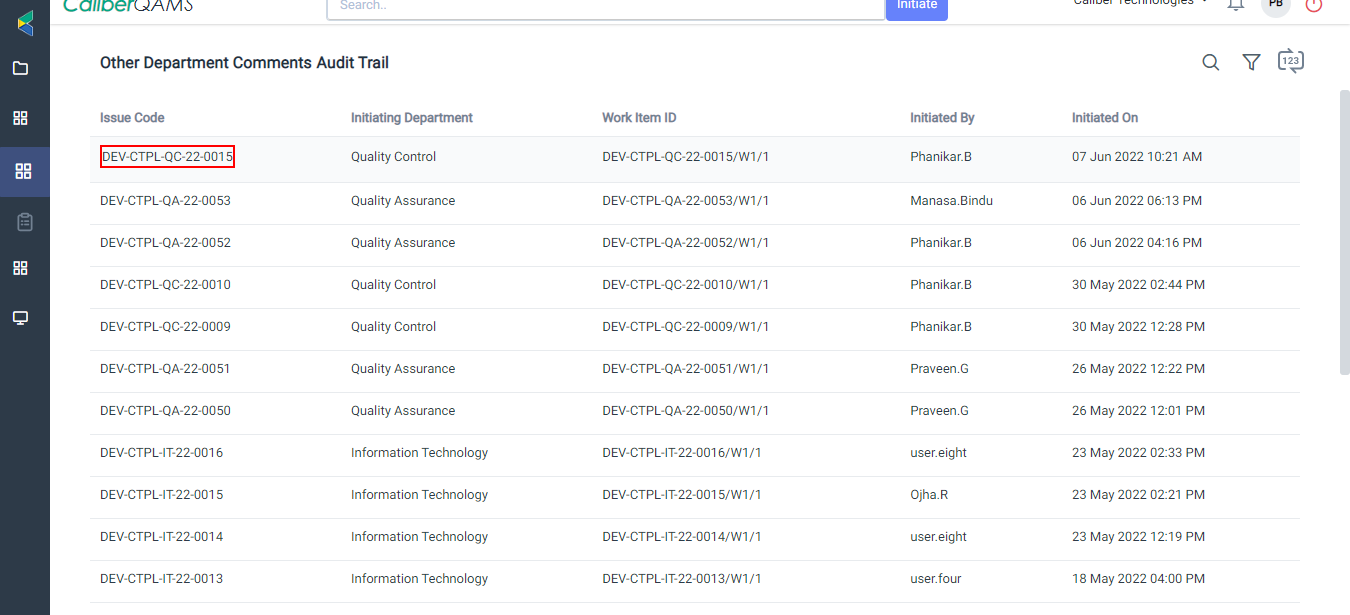 CaliberQAMS Search.. Initiate Caliber Technologies PB
Other Department Comments Audit Trail 123
Issue Code Initiating Department Work Item ID Initiated By Initiated On
DEV-CTPL-QC-22-0015 Quality Control DEV-CTPL-QC-22-0015/W1/1 Phanikar.B 07 Jun 2022 10:21 AM
DEV-CTPL-QA-22-0053 Quality Assurance DEV-CTPL-QA-22-0053/W1/1 Manasa.Bindu 06 Jun 2022 06:13 PM
DEV-CTPL-QA-22-0052 Quality Assurance DEV-CTPL-QA-22-0052/W1/1 Phanikar.B 06 Jun 2022 04:16 PM
DEV-CTPL-QC-22-0010 Quality Control DEV-CTPL-QC-22-0010/W1/1 Phanikar.B 30 May 2022 02:44 PM
DEV-CTPL-QC-22-0009 Quality Control DEV-CTPL-QC-22-0009/W1/1 Phanikar.B 30 May 2022 12:28 PM
DEV-CTPL-QA-22-0051 Quality Assurance DEV-CTPL-QA-22-0051/W1/1 Praveen.G 26 May 2022 12:22 PM
DEV-CTPL-QA-22-0050 Quality Assurance DEV-CTPL-QA-22-0050/W1/1 Praveen.G 26 May 2022 12:01 PM
DEV-CTPL-IT-22-0016 Information Technology DEV-CTPL-IT-22-0016/W1/1 user.eight 23 May 2022 02:33 PM
DEV-CTPL-IT-22-0015 Information Technology DEV-CTPL-IT-22-0015/W1/1 Ojha.R 23 May 2022 02:21 PM
DEV-CTPL-IT-22-0014 Information Technology DEV-CTPL-IT-22-0014/W1/1 user.eight 23 May 2022 12:19 PM
DEV-CTPL-IT-22-0013 Information Technology DEV-CTPL-IT-22-0013/W1/1 user.four 18 May 2022 04:00 PM